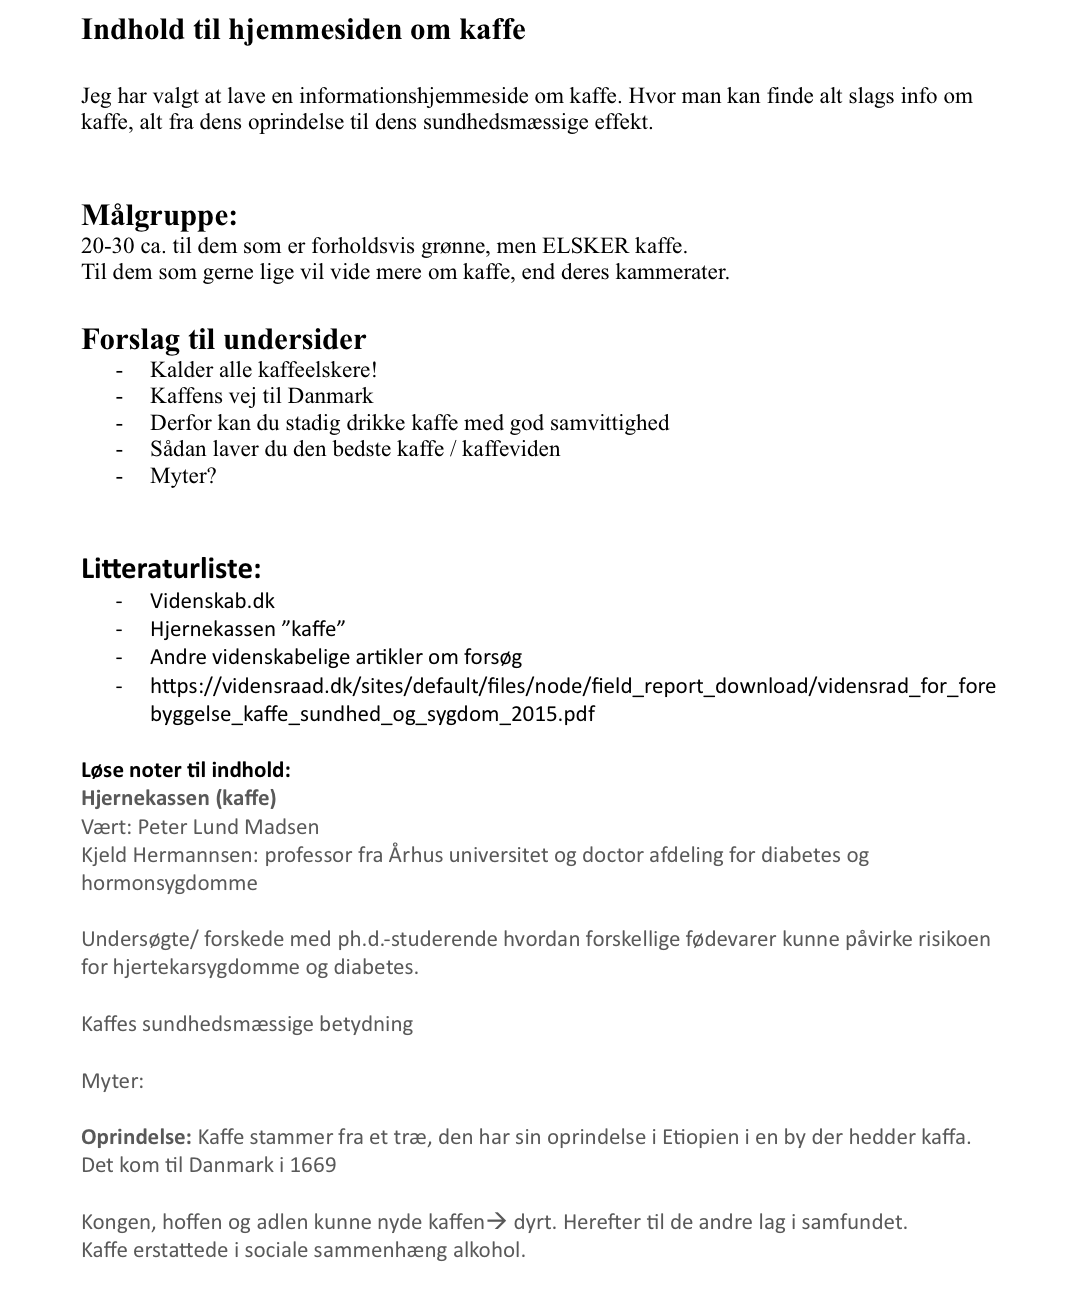 Indhold til hjemmesiden om kaffe
Jeg har valgt at lave en informationshjemmeside om kaffe. Hvor man kan finde alt slags info om
kaffe, alt fra dens oprindelse til dens sundhedsmæssige effekt.
Målgruppe:
20-30 ca. til dem som er forholdsvis grønne, men ELSKER kaffe.
Til dem som gerne lige vil vide mere om kaffe, end deres kammerater.
Forslag til undersider
- Kalder alle kaffeelskere!
- Kaffens vej til Danmark
- Derfor kan du stadig drikke kaffe med god samvittighed
- Sådan laver du den bedste kaffe / kaffeviden
- Myter?
Litteraturliste:
- Videnskab.dk
- Hjernekassen ”kaffe”
- Andre videnskabelige artikler om forsøg
- https://vidensraad.dk/sites/default/files/node/field_report_download/vidensrad_for_fore
byggelse_kaffe_sundhed_og_sygdom_2015.pdf
Løse noter til indhold:
Hjernekassen (kaffe)
Vært: Peter Lund Madsen
Kjeld Hermannsen: professor fra Århus universitet og doctor afdeling for diabetes og
hormonsygdomme
Undersøgte/ forskede med ph.d.-studerende hvordan forskellige fødevarer kunne påvirke risikoen
for hjertekarsygdomme og diabetes.
Kaffes sundhedsmæssige betydning
Myter:
Oprindelse: Kaffe stammer fra et træ, den har sin oprindelse i Etiopien i en by der hedder kaffa.
Det kom til Danmark i 1669
Kongen, hoffen og adlen kunne nyde kaffen→ dyrt. Herefter til de andre lag i samfundet.
Kaffe erstattede i sociale sammenhæng alkohol.